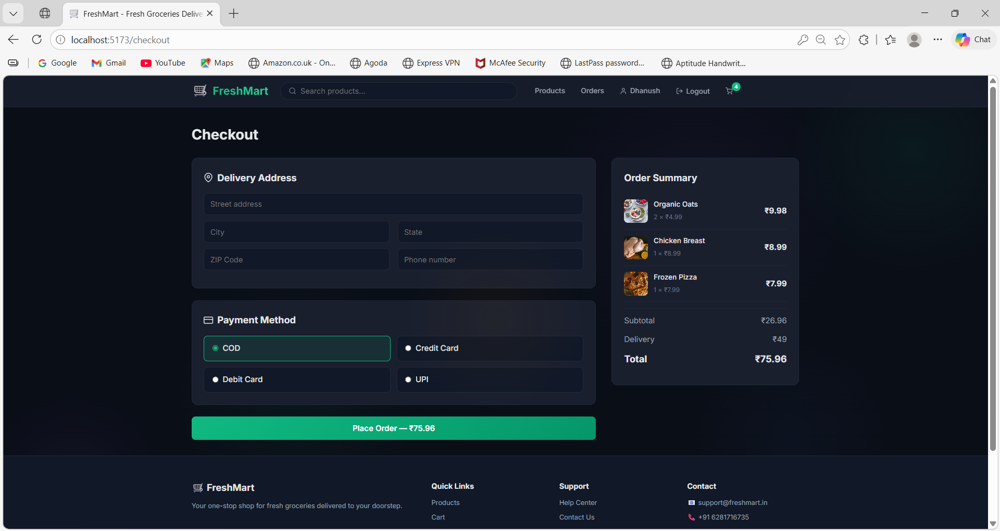 FreshMart - Fresh Groceries Delive
localhost:5173/checkout
Chat
Google
Gmail
YouTube
Maps
Amazon.co.uk - On...
Agoda
Express VPN
McAfee Security
LastPass password...
Aptitude Handwrit...
FreshMart
Search products...
Products
Orders
Dhanush
Logout
4
Checkout
Delivery Address
Street address
City
State
ZIP Code
Phone number
Payment Method
COD
Credit Card
Debit Card
UPI
Place Order — ₹75.96
Order Summary
Organic Oats
2 × ₹4.99
₹9.98
Chicken Breast
1 × ₹8.99
₹8.99
Frozen Pizza
1 × ₹7.99
₹7.99
Subtotal
₹26.96
Delivery
₹49
Total
₹75.96
FreshMart
Your one-stop shop for fresh groceries delivered to your doorstep.
Quick Links
Products
Cart
Support
Help Center
Contact Us
Contact
support@freshmart.in
+91 6281716735